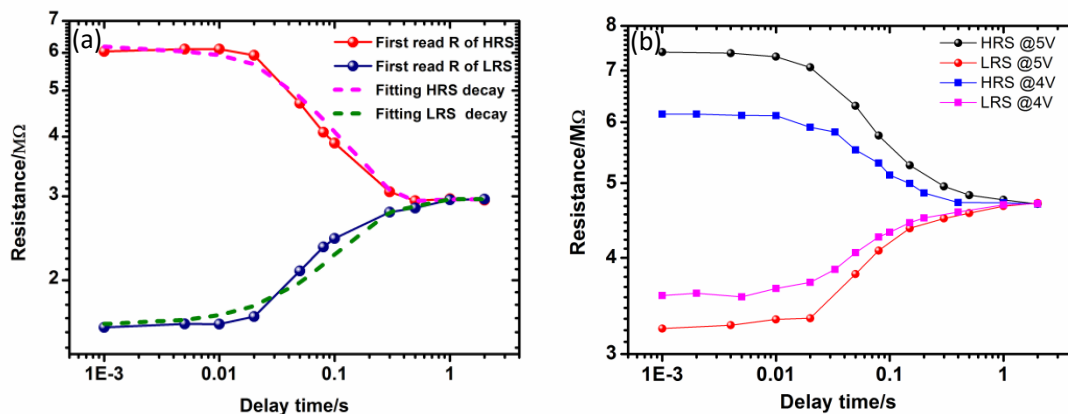 (a)
7
6
5
4
3
2
Resistance/MΩ
First read R of HRS
First read R of LRS
Fitting HRS decay
Fitting LRS decay
1E-3 0.01 0.1 1
Delay time/s
(b)
8
7
6
5
4
3
Resistance/MΩ
HRS @5V
LRS @5V
HRS @4V
LRS @4V
1E-3 0.01 0.1 1
Delay time/s